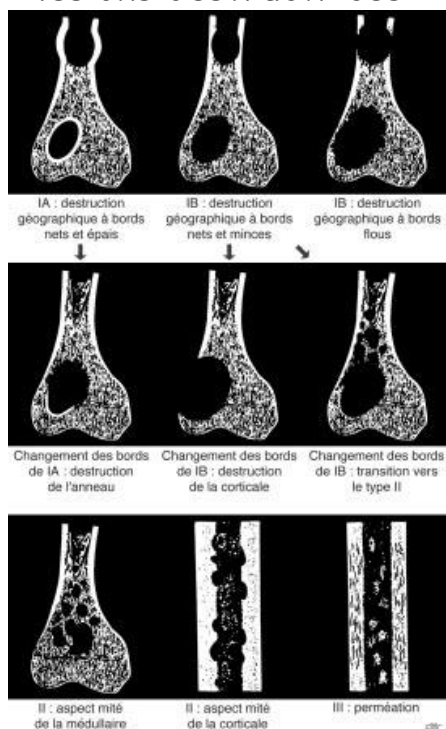 IA : destruction
géographique à bords
nets et épais
IB : destruction
géographique à bords
nets et minces
IB : destruction
géographique à bords
flous
Changement des bords
de IA : destruction
de l'anneau
Changement des bords
de IB : destruction
de la corticale
Changement des bords
de IB : transition vers
le type II
II : aspect mité
de la médullaire
II : aspect mité
de la corticale
III : perméation